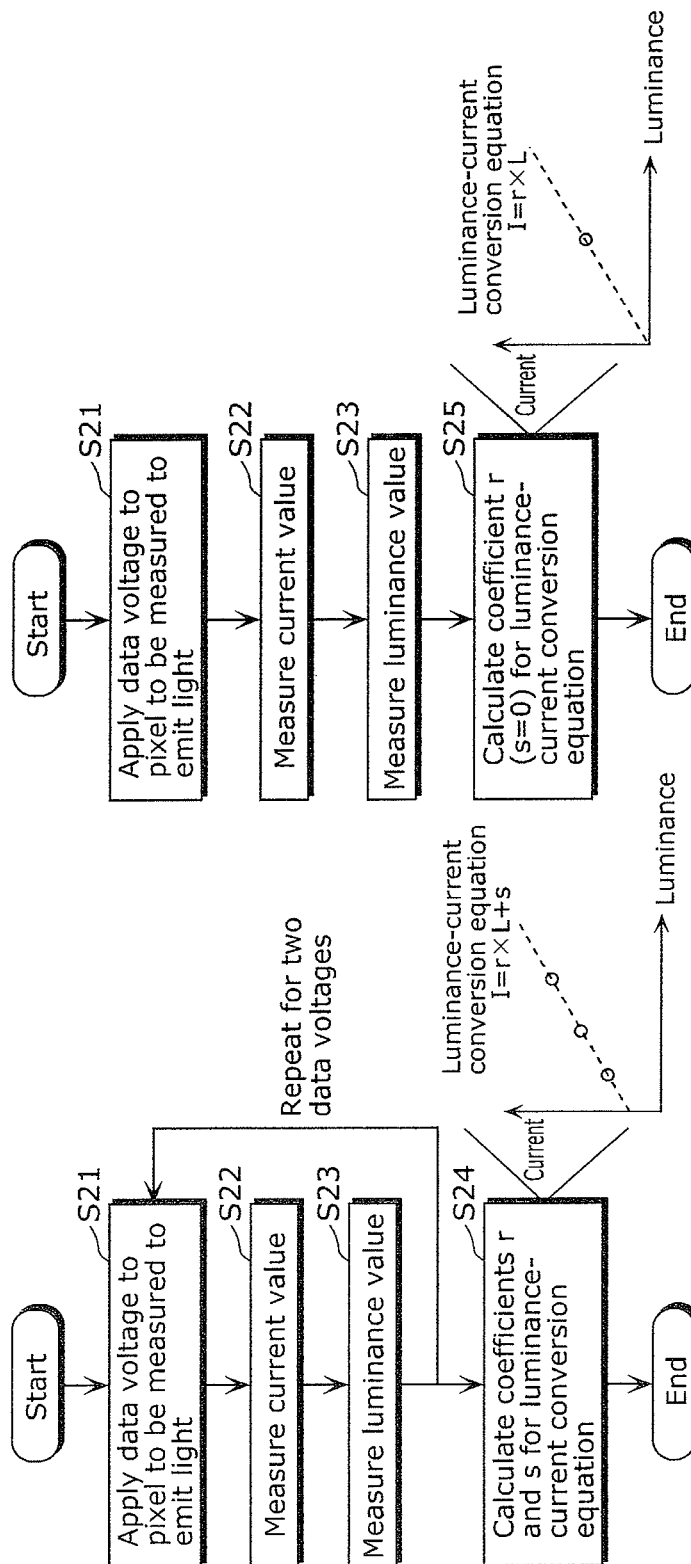 Start
S21
Apply data voltage to
pixel to be measured to
emit light
S22
Measure current value
S23
Measure luminance value
Repeat for two
data voltages
S24
Calculate coefficients r
and s for luminance-
current conversion
equation
End
Luminance-current
conversion equation
I=r×L+s
Current
Luminance
Start
S21
Apply data voltage to
pixel to be measured to
emit light
S22
Measure current value
S23
Measure luminance value
S25
Calculate coefficient r
(s=0) for luminance-
current conversion
equation
End
Luminance-current
conversion equation
I=r×L
Current
Luminance